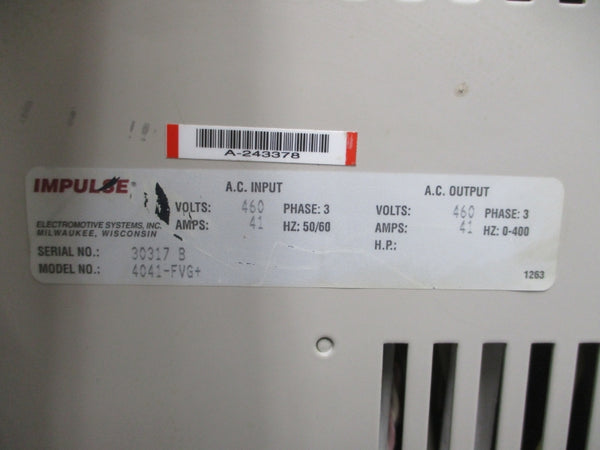 A-243378
IMPULSE®
ELECTROMOTIVE SYSTEMS, INC.
MILWAUKEE, WISCONSIN
A.C. INPUT
VOLTS: 460 PHASE: 3
AMPS: 41 HZ: 50/60
A.C. OUTPUT
VOLTS: 460 PHASE: 3
AMPS: 41 HZ: 0-400
H.P.:
SERIAL NO.: 30317 B
MODEL NO.: 4041-FVG+
1263